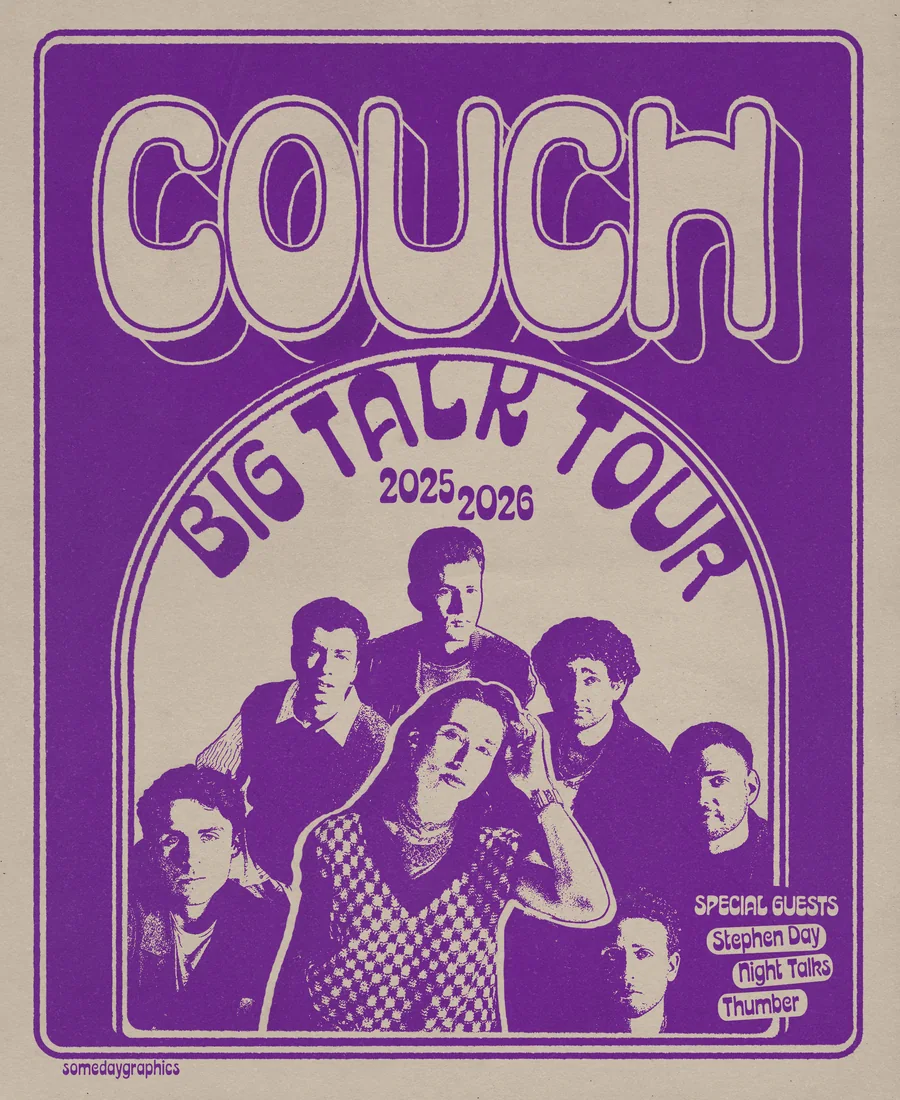 COUCH
BIG TALK TOUR
2025 2026
SPECIAL GUESTS
Stephen Day
Night Talks
Thumber
somedaygraphics